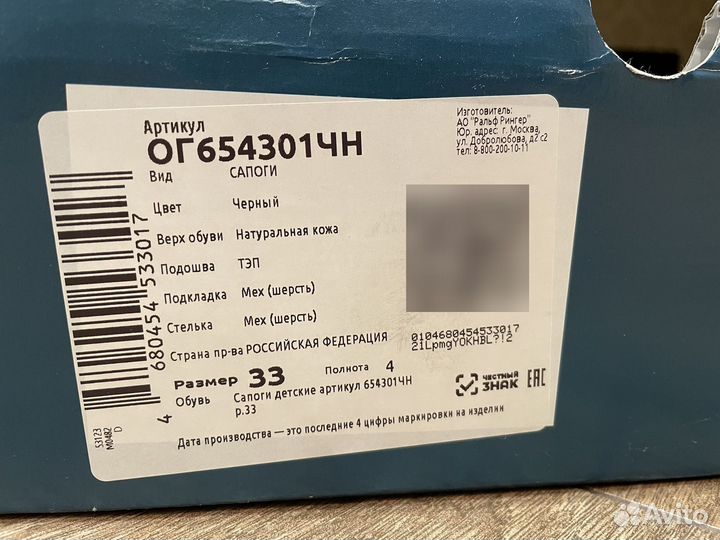 Артикул
ОГ654301ЧН
Изготовитель:
АО "Ральф Рингер"
Юр. адрес: г. Москва,
ул. Добролюбова, д2 с2
тел: 8-800-200-10-11
Вид САПОГИ
Цвет Черный
Верх обуви Натуральная кожа
Подошва ТЭП
Подкладка Мех (шерсть)
Стелька Мех (шерсть)
Страна пр-ва РОССИЙСКАЯ ФЕДЕРАЦИЯ
0104680454533017
21LpmgYOKHBL?!2
Размер 33 Полнота 4
Обувь Сапоги детские артикул 654301ЧН
р.33
ЧЕСТНЫЙ
ЗНАК
EAC
Дата производства — это последние 4 цифры маркировки на изделии
4 680454 533017
53123
M0482
D
Avito